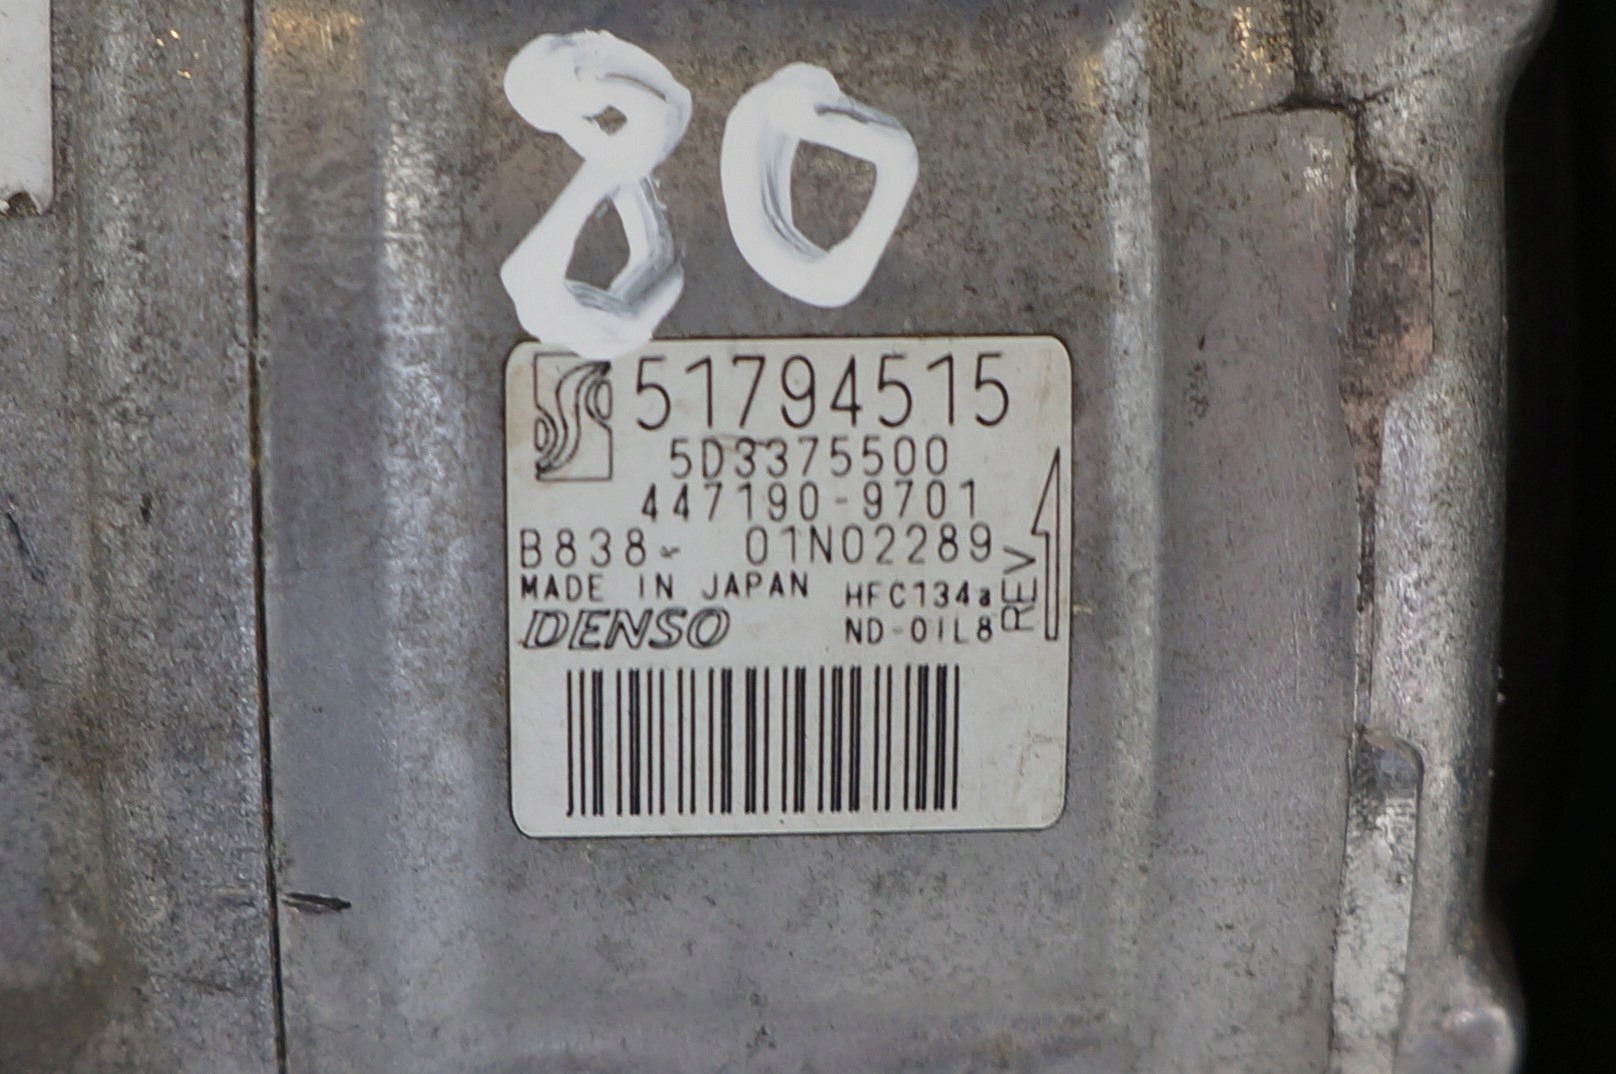 80
51794515
5D3375500
447190-9701
B838- 01N02289
MADE IN JAPAN HFC134a
DENSO ND-OIL8
REV